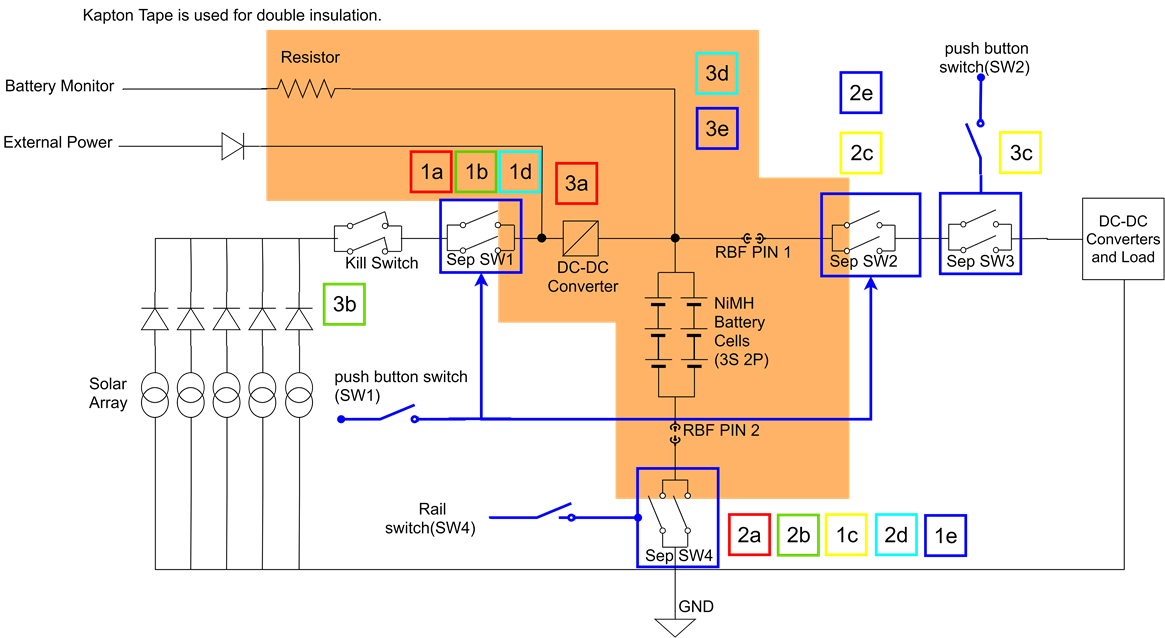 Kapton Tape is used for double insulation.
Resistor
Battery Monitor
External Power
push button
switch(SW2)
3d
2e
3e
2c
3c
1a
1b
1d
3a
DC-DC
Converters
and Load
Kill Switch
Sep SW1
DC-DC
Converter
RBF PIN 1
Sep SW2
Sep SW3
3b
NiMH
Battery
Cells
(3S 2P)
Solar
Array
push button switch
(SW1)
RBF PIN 2
Rail
switch(SW4)
Sep SW4
2a
2b
1c
2d
1e
GND